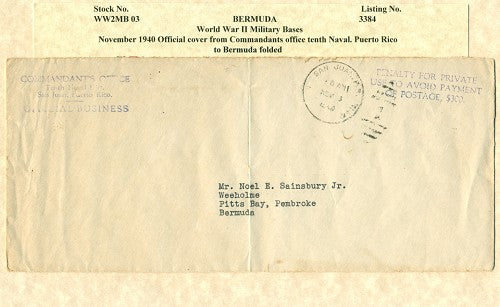 Stock No. BERMUDA Listing No.
WW2MB 03 3384
World War II Military Bases
November 1940 Official cover from Commandants office tenth Naval. Puerto Rico
to Bermuda folded
COMMANDANT'S OFFICE
Tenth Naval
San Juan, Puerto Rico.
OFFICIAL BUSINESS
SAN JUAN, P.R.
NOV
1940
PENALTY FOR PRIVATE
USE TO AVOID PAYMENT
OF POSTAGE, $300.
Mr. Noel E. Sainsbury Jr.
Weeholme
Pitts Bay, Pembroke
Bermuda